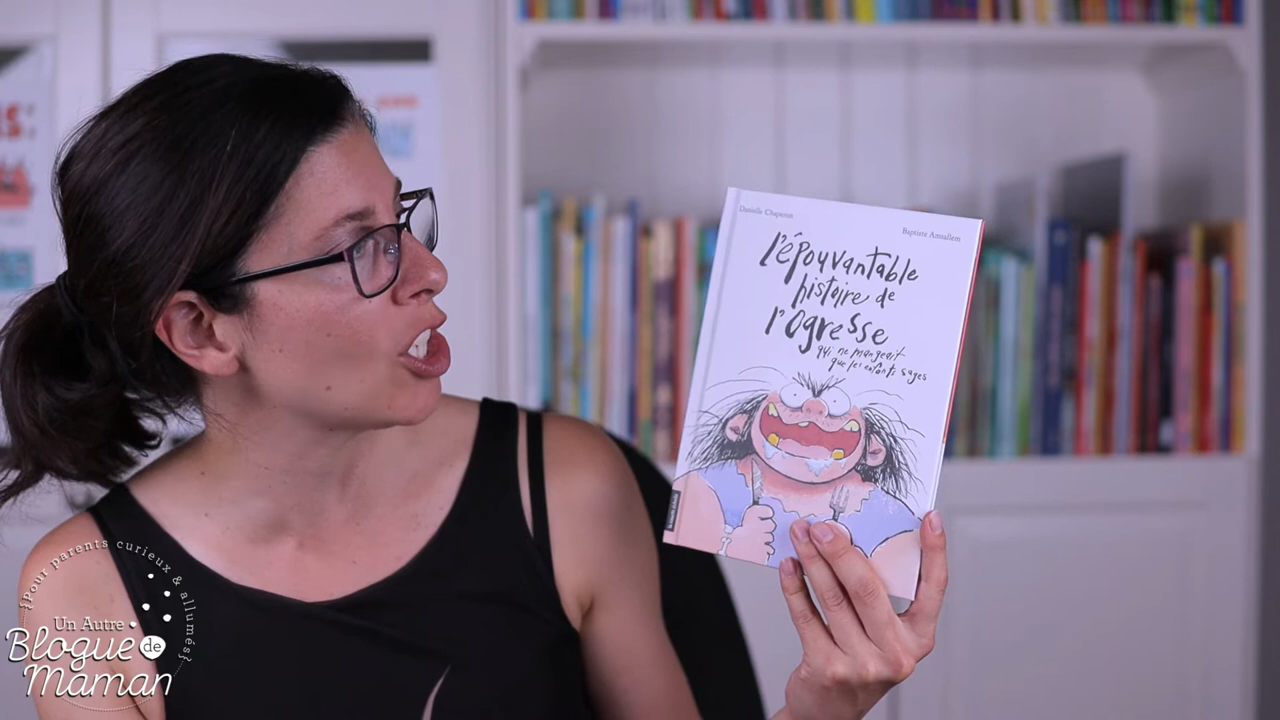 Danielle Chaperon
Baptiste Amsallem
l'épouvantable
histoire de
l'Ogresse
qui ne mangeait
que les enfants sages
{Pour parents curieux & allumés}
Un Autre
Blogue de
Maman